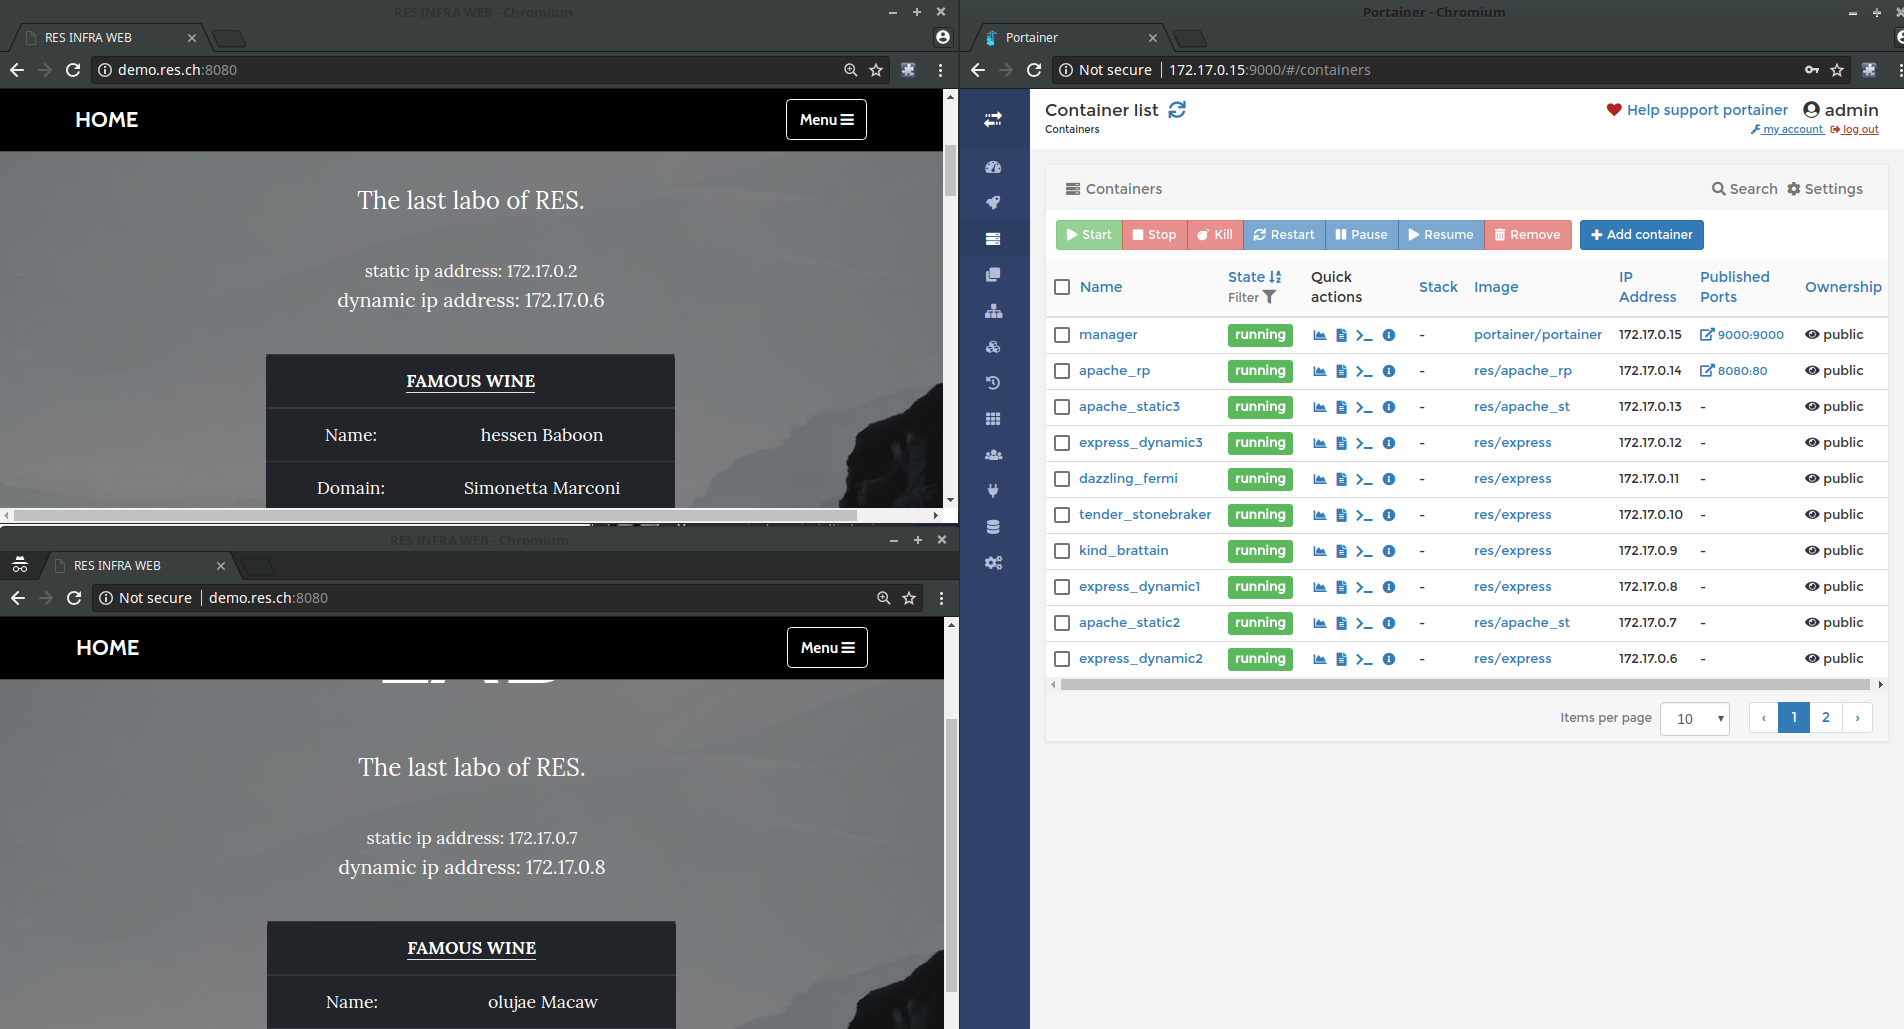 RES INFRA WEB - Chromium
RES INFRA WEB
demo.res.ch:8080
HOME
Menu
The last labo of RES.
static ip address: 172.17.0.2
dynamic ip address: 172.17.0.6
FAMOUS WINE
Name: hessen Baboon
Domain: Simonetta Marconi
RES INFRA WEB - Chromium
RES INFRA WEB
Not secure demo.res.ch:8080
HOME
Menu
The last labo of RES.
static ip address: 172.17.0.7
dynamic ip address: 172.17.0.8
FAMOUS WINE
Name: olujae Macaw
Portainer - Chromium
Portainer
Not secure 172.17.0.15:9000/#/containers
Container list
Help support portainer admin
Containers
my account log out
Containers
Search Settings
Start Stop Kill Restart Pause Resume Remove Add container
Name State Filter Quick actions Stack Image IP Address Published Ports Ownership
manager running - portainer/portainer 172.17.0.15 9000:9000 public
apache_rp running - res/apache_rp 172.17.0.14 8080:80 public
apache_static3 running - res/apache_st 172.17.0.13 - public
express_dynamic3 running - res/express 172.17.0.12 - public
dazzling_fermi running - res/express 172.17.0.11 - public
tender_stonebraker running - res/express 172.17.0.10 - public
kind_brattain running - res/express 172.17.0.9 - public
express_dynamic1 running - res/express 172.17.0.8 - public
apache_static2 running - res/apache_st 172.17.0.7 - public
express_dynamic2 running - res/express 172.17.0.6 - public
Items per page 10 ‹ 1 2 ›